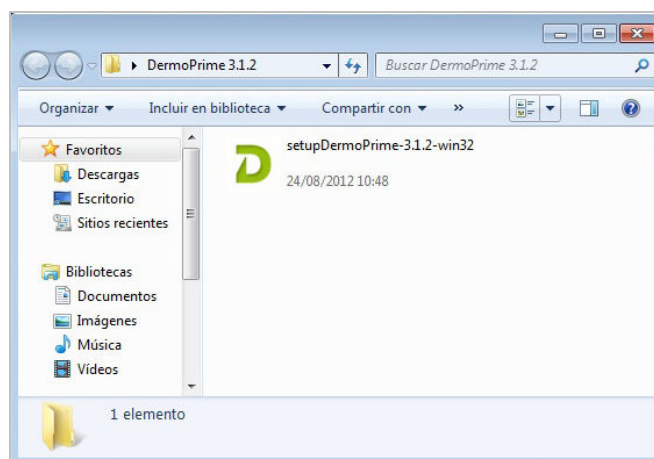 DermoPrime 3.1.2
Buscar DermoPrime 3.1.2
Organizar
Incluir en biblioteca
Compartir con
»
Favoritos
Descargas
Escritorio
Sitios recientes
Bibliotecas
Documentos
Imágenes
Música
Vídeos
setupDermoPrime-3.1.2-win32
24/08/2012 10:48
1 elemento